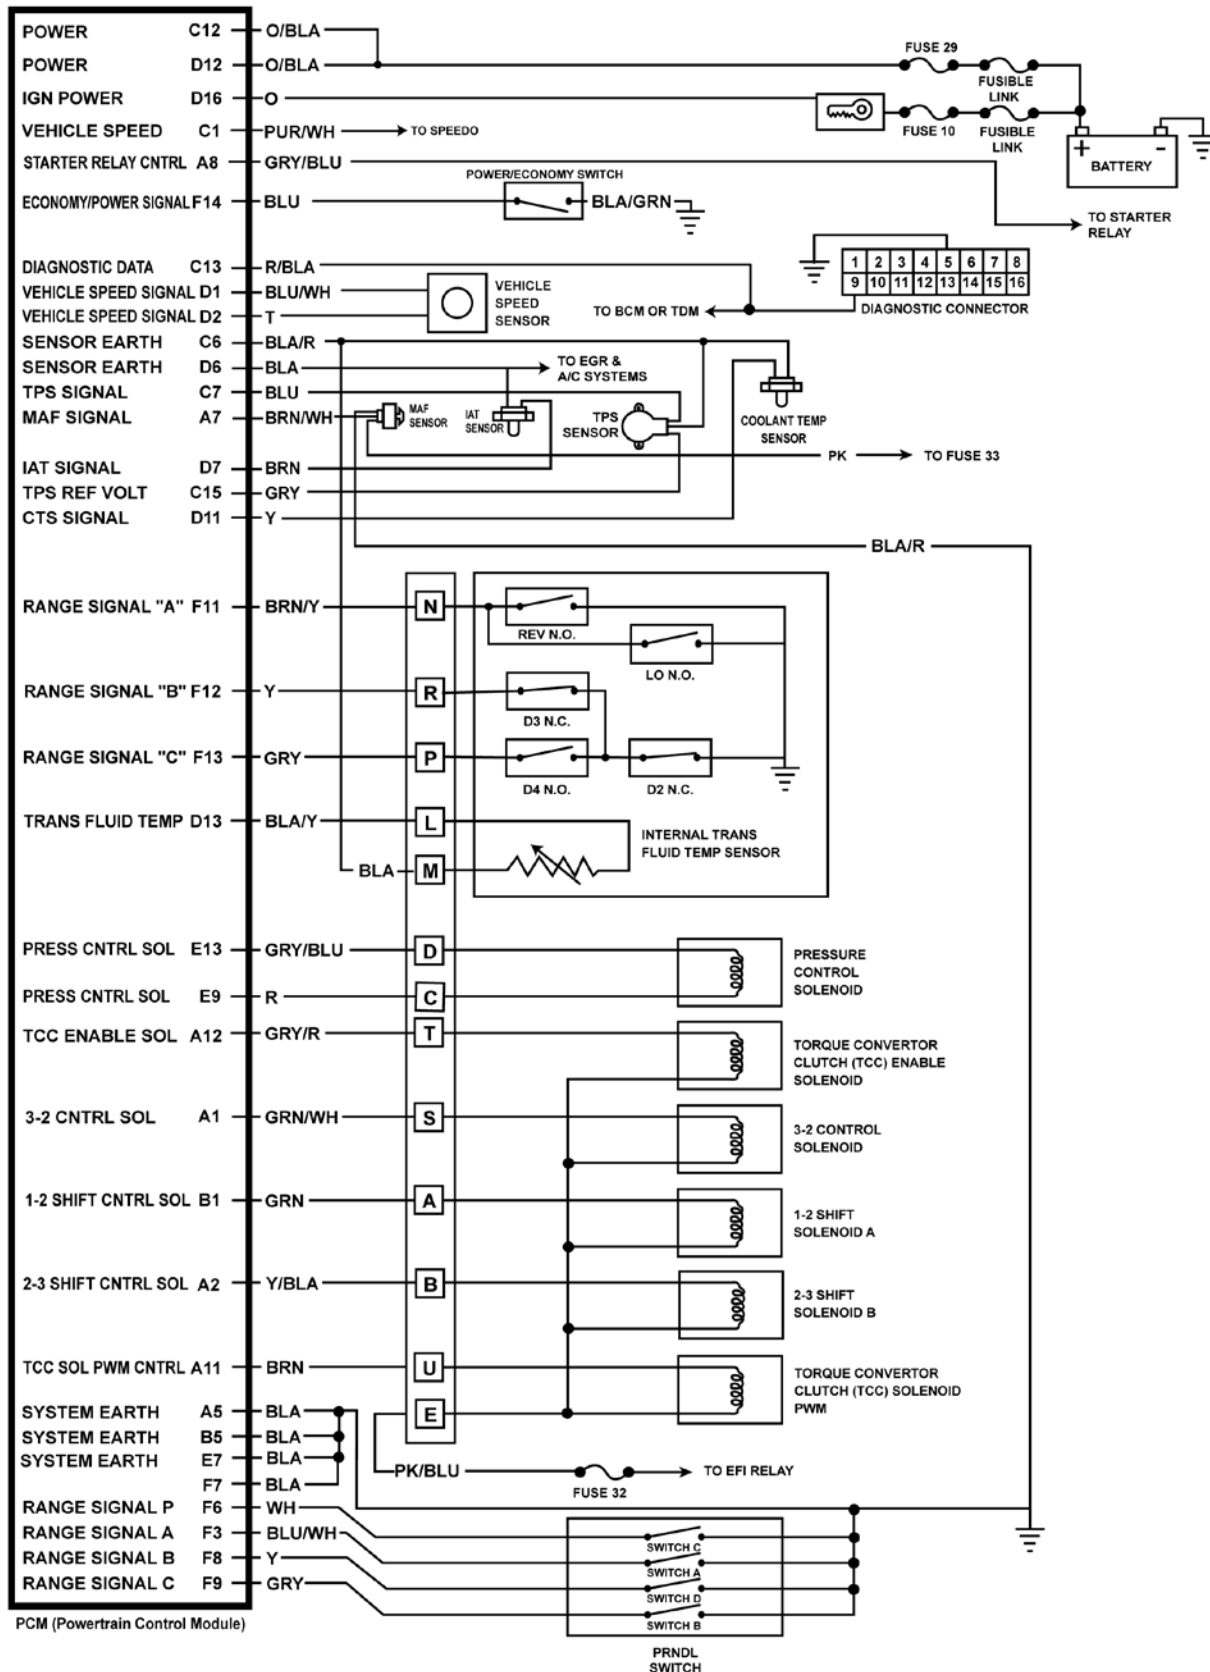 POWER C12 O/BLA
POWER D12 O/BLA
FUSE 29
FUSIBLE
LINK
IGN POWER D16 O
FUSE 10
FUSIBLE
LINK
+ -
BATTERY
VEHICLE SPEED C1 PUR/WH TO SPEEDO
STARTER RELAY CNTRL A8 GRY/BLU
POWER/ECONOMY SWITCH
ECONOMY/POWER SIGNAL F14 BLU BLA/GRN
TO STARTER
RELAY
DIAGNOSTIC DATA C13 R/BLA
1 2 3 4 5 6 7 8
9 10 11 12 13 14 15 16
DIAGNOSTIC CONNECTOR
TO BCM OR TDM
VEHICLE SPEED SIGNAL D1 BLU/WH
VEHICLE SPEED SIGNAL D2 T
VEHICLE
SPEED
SENSOR
SENSOR EARTH C6 BLA/R
SENSOR EARTH D6 BLA
TO EGR &
A/C SYSTEMS
TPS SIGNAL C7 BLU
MAF SIGNAL A7 BRN/WH
MAF
SENSOR
IAT
SENSOR
TPS
SENSOR
COOLANT TEMP
SENSOR
PK TO FUSE 33
IAT SIGNAL D7 BRN
TPS REF VOLT C15 GRY
CTS SIGNAL D11 Y
BLA/R
RANGE SIGNAL "A" F11 BRN/Y N
REV N.O.
LO N.O.
RANGE SIGNAL "B" F12 Y R
D3 N.C.
RANGE SIGNAL "C" F13 GRY P
D4 N.O. D2 N.C.
TRANS FLUID TEMP D13 BLA/Y L
INTERNAL TRANS
FLUID TEMP SENSOR
BLA M
PRESS CNTRL SOL E13 GRY/BLU D
PRESSURE
CONTROL
SOLENOID
PRESS CNTRL SOL E9 R C
TCC ENABLE SOL A12 GRY/R T
TORQUE CONVERTOR
CLUTCH (TCC) ENABLE
SOLENOID
3-2 CNTRL SOL A1 GRN/WH S
3-2 CONTROL
SOLENOID
1-2 SHIFT CNTRL SOL B1 GRN A
1-2 SHIFT
SOLENOID A
2-3 SHIFT CNTRL SOL A2 Y/BLA B
2-3 SHIFT
SOLENOID B
TCC SOL PWM CNTRL A11 BRN U
TORQUE CONVERTOR
CLUTCH (TCC) SOLENOID
PWM
E
SYSTEM EARTH A5 BLA
SYSTEM EARTH B5 BLA
SYSTEM EARTH E7 BLA
F7 BLA
PK/BLU TO EFI RELAY
FUSE 32
RANGE SIGNAL P F6 WH
RANGE SIGNAL A F3 BLU/WH
RANGE SIGNAL B F8 Y
RANGE SIGNAL C F9 GRY
SWITCH C
SWITCH A
SWITCH D
SWITCH B
PCM (Powertrain Control Module)
PRNDL
SWITCH